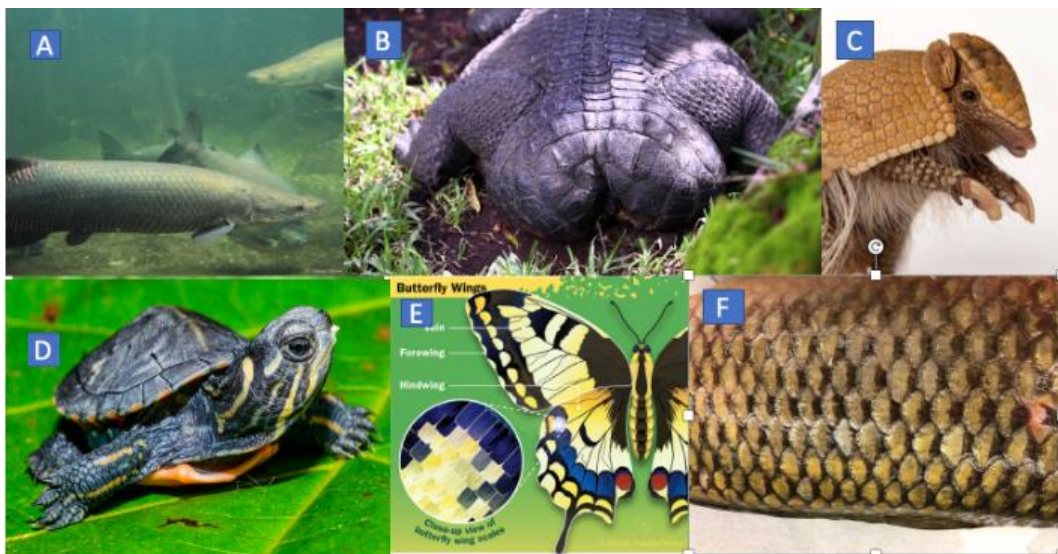 A
B
C
D
Butterfly Wings
E
Forewing
Hindwing
Close-up view of
butterfly wing scales
F